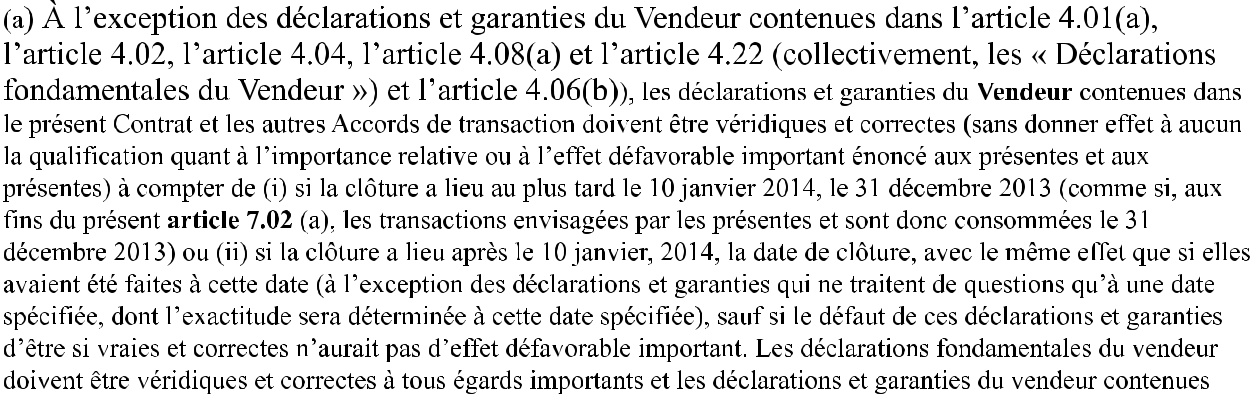 (a) À l’exception des déclarations et garanties du Vendeur contenues dans l’article 4.01(a),
l’article 4.02, l’article 4.04, l’article 4.08(a) et l’article 4.22 (collectivement, les « Déclarations
fondamentales du Vendeur ») et l’article 4.06(b)), les déclarations et garanties du Vendeur contenues dans
le présent Contrat et les autres Accords de transaction doivent être véridiques et correctes (sans donner effet à aucun
la qualification quant à l’importance relative ou à l’effet défavorable important énoncé aux présentes et aux
présentes) à compter de (i) si la clôture a lieu au plus tard le 10 janvier 2014, le 31 décembre 2013 (comme si, aux
fins du présent article 7.02 (a), les transactions envisagées par les présentes et sont donc consommées le 31
décembre 2013) ou (ii) si la clôture a lieu après le 10 janvier, 2014, la date de clôture, avec le même effet que si elles
avaient été faites à cette date (à l’exception des déclarations et garanties qui ne traitent de questions qu’à une date
spécifiée, dont l’exactitude sera déterminée à cette date spécifiée), sauf si le défaut de ces déclarations et garanties
d’être si vraies et correctes n’aurait pas d’effet défavorable important. Les déclarations fondamentales du vendeur
doivent être véridiques et correctes à tous égards importants et les déclarations et garanties du vendeur contenues